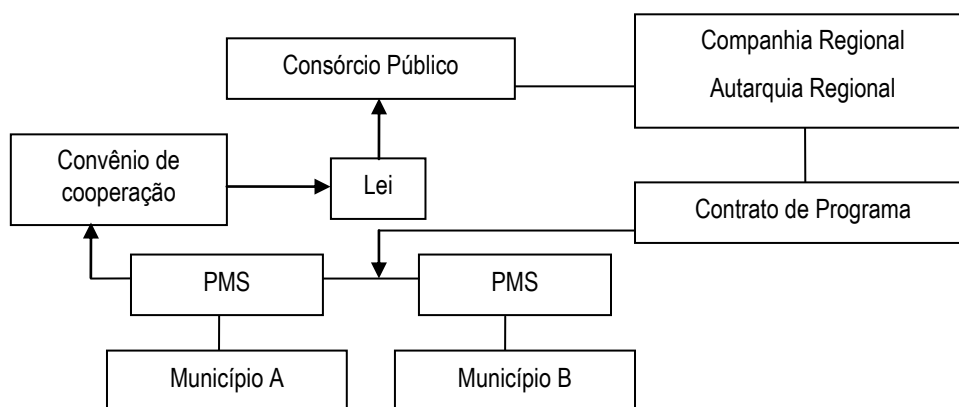 Companhia Regional
Autarquia Regional
Consórcio Público
Convênio de
cooperação
Lei
Contrato de Programa
PMS
PMS
Município A
Município B